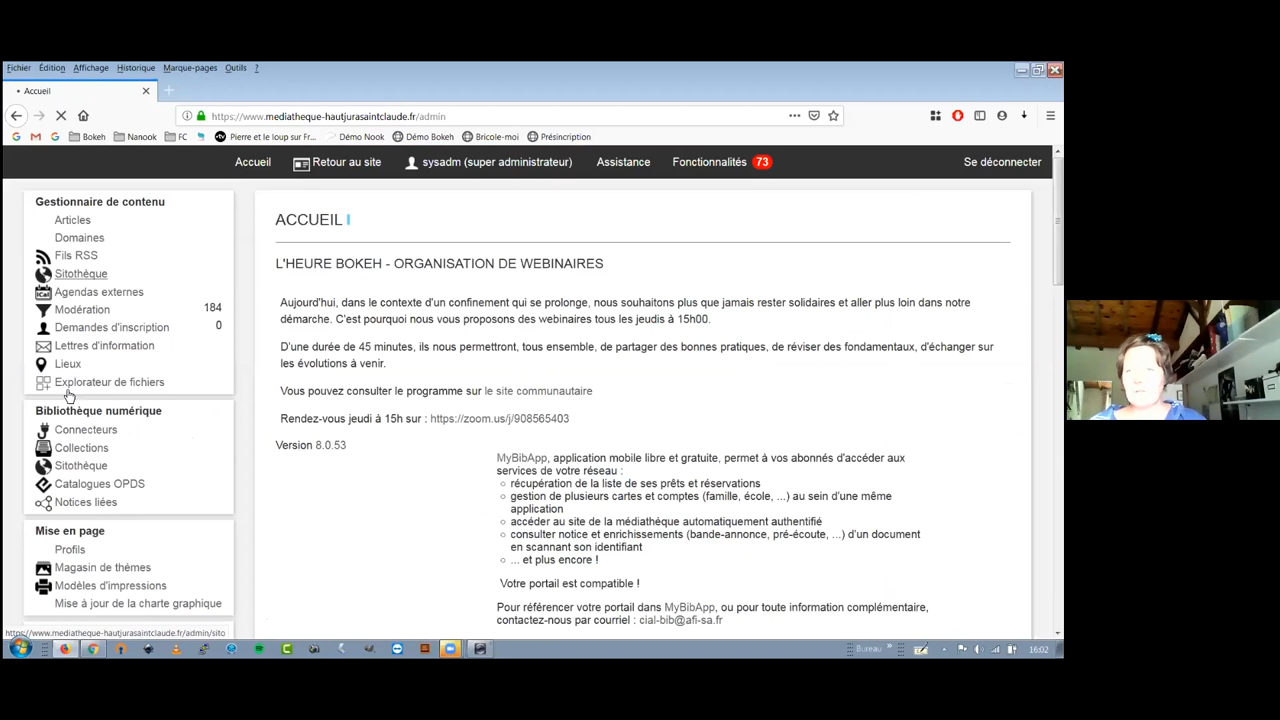 Fichier Édition Affichage Historique Marque-pages Outils ?
Accueil
https://www.mediatheque-hautjurasaintclaude.fr/admin
Bokeh Nanook FC Pierre et le loup sur Fr... Démo Nook Démo Bokeh Bricole-moi Présincription
Accueil Retour au site sysadm (super administrateur) Assistance Fonctionnalités 73 Se déconnecter
Gestionnaire de contenu
Articles
Domaines
Fils RSS
Sitothèque
Agendas externes
Modération 184
Demandes d'inscription 0
Lettres d'information
Lieux
Explorateur de fichiers
Bibliothèque numérique
Connecteurs
Collections
Sitothèque
Catalogues OPDS
Notices liées
Mise en page
Profils
Magasin de thèmes
Modèles d'impressions
Mise à jour de la charte graphique
ACCUEIL
L'HEURE BOKEH - ORGANISATION DE WEBINAIRES
Aujourd'hui, dans le contexte d'un confinement qui se prolonge, nous souhaitons plus que jamais rester solidaires et aller plus loin dans notre
démarche. C'est pourquoi nous vous proposons des webinaires tous les jeudis à 15h00.
D'une durée de 45 minutes, ils nous permettront, tous ensemble, de partager des bonnes pratiques, de réviser des fondamentaux, d'échanger sur
les évolutions à venir.
Vous pouvez consulter le programme sur le site communautaire
Rendez-vous jeudi à 15h sur : https://zoom.us/j/908565403
Version 8.0.53
MyBibApp, application mobile libre et gratuite, permet à vos abonnés d'accéder aux
services de votre réseau :
récupération de la liste de ses prêts et réservations
gestion de plusieurs cartes et comptes (famille, école, ...) au sein d'une même
application
accéder au site de la médiathèque automatiquement authentifié
consulter notice et enrichissements (bande-annonce, pré-écoute, ...) d'un document
en scannant son identifiant
... et plus encore !
Votre portail est compatible !
Pour référencer votre portail dans MyBibApp, ou pour toute information complémentaire,
contactez-nous par courriel : cial-bib@afi-sa.fr
https://www.mediatheque-hautjurasaintclaude.fr/admin/sito
Bureau » 16:02